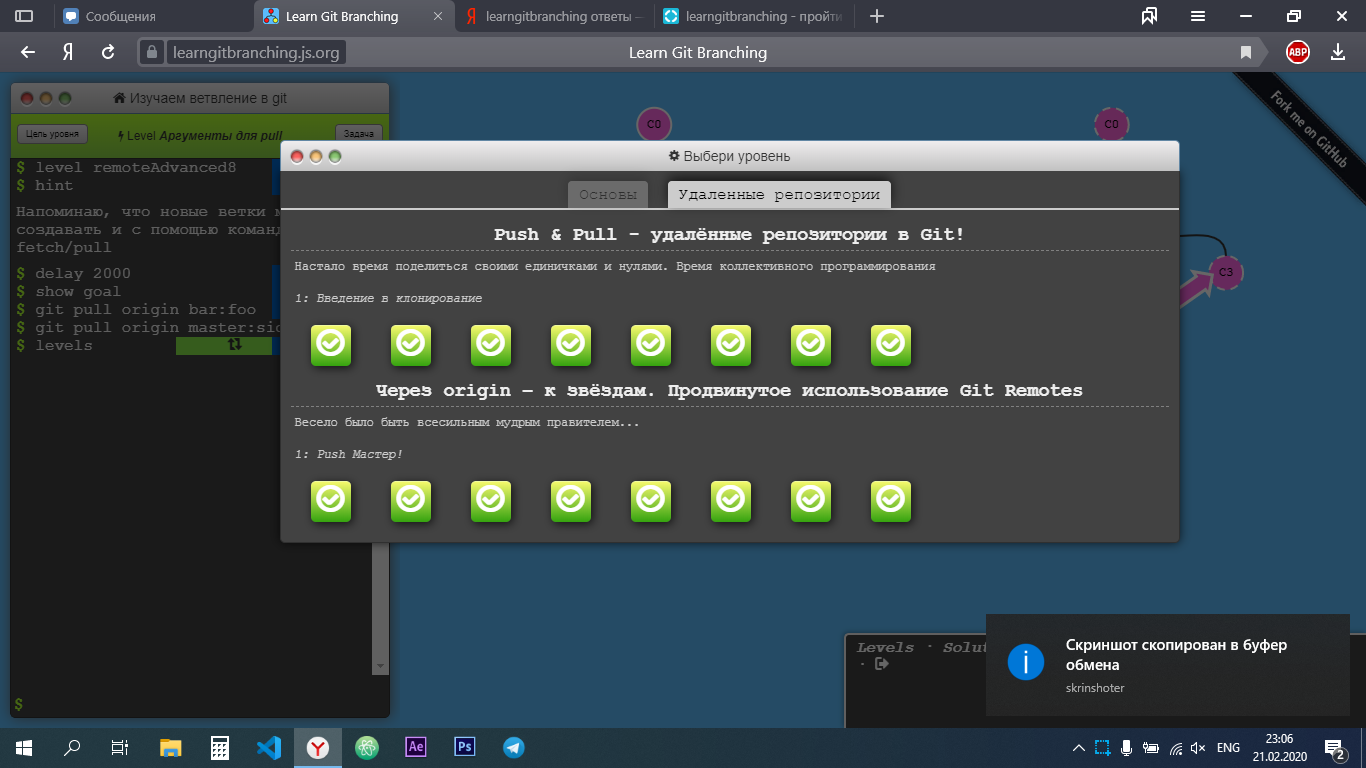 Сообщения
Learn Git Branching
learngitbranching ответы —
learngitbranching - пройти
learngitbranching.js.org
Learn Git Branching
ABP
Изучаем ветвление в git
Цель уровня
Level Аргументы для pull
Задача
$ level remoteAdvanced8
$ hint
Напоминаю, что новые ветки м
создавать и с помощью команд
fetch/pull
$ delay 2000
$ show goal
$ git pull origin bar:foo
$ git pull origin master:sid
$ levels
$
C0
C0
C3
Fork me on GitHub
Выбери уровень
Основы
Удаленные репозитории
Push & Pull - удалённые репозитории в Git!
Настало время поделиться своими единичками и нулями. Время коллективного программирования
1: Введение в клонирование
Через origin – к звёздам. Продвинутое использование Git Remotes
Весело было быть всесильным мудрым правителем...
1: Push Мастер!
Levels · Solut
·
Скриншот скопирован в буфер
обмена
skrinshoter
Ae
Ps
ENG
23:06
21.02.2020
2